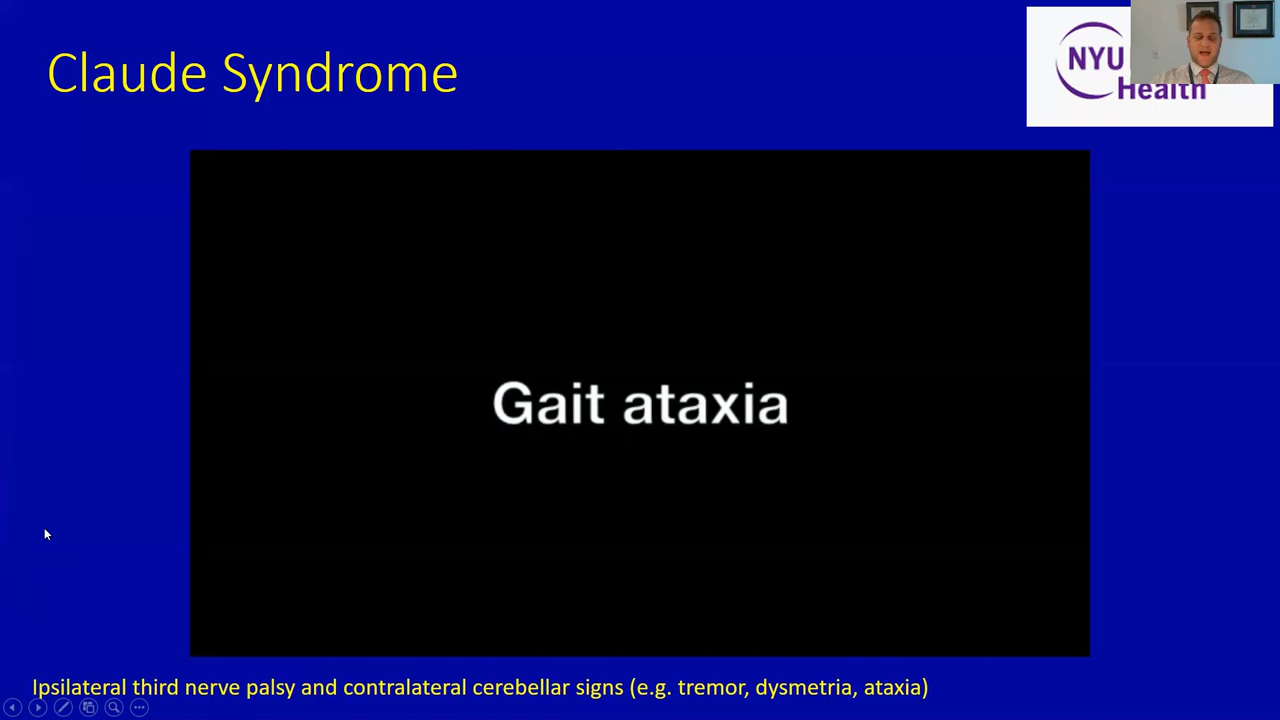 Claude Syndrome
NYU
Health
Gait ataxia
Ipsilateral third nerve palsy and contralateral cerebellar signs (e.g. tremor, dysmetria, ataxia)